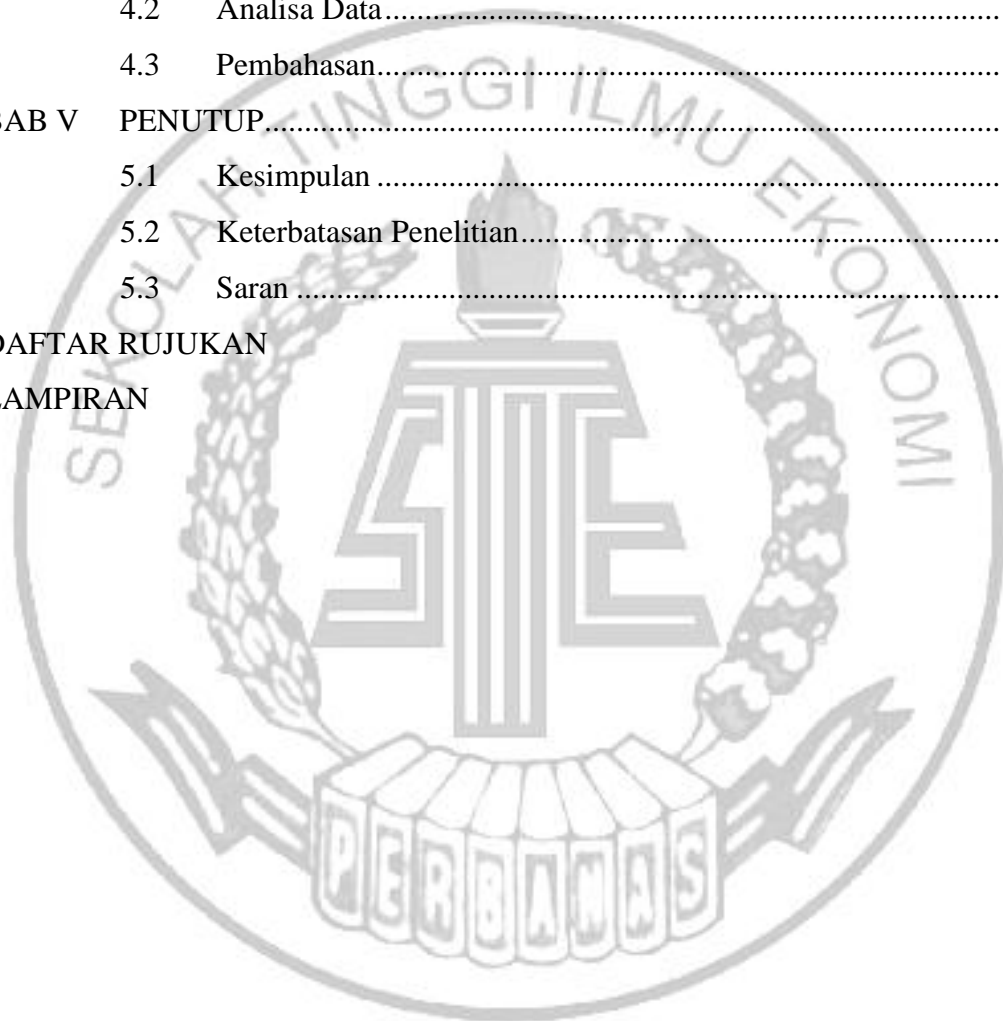 4.2 Analisa Data
4.3 Pembahasan
BAB V PENUTUP
5.1 Kesimpulan
5.2 Keterbatasan Penelitian
5.3 Saran
DAFTAR RUJUKAN
LAMPIRAN
SEKOLAH TINGGI ILMU EKONOMI
STIE
PERBANAS